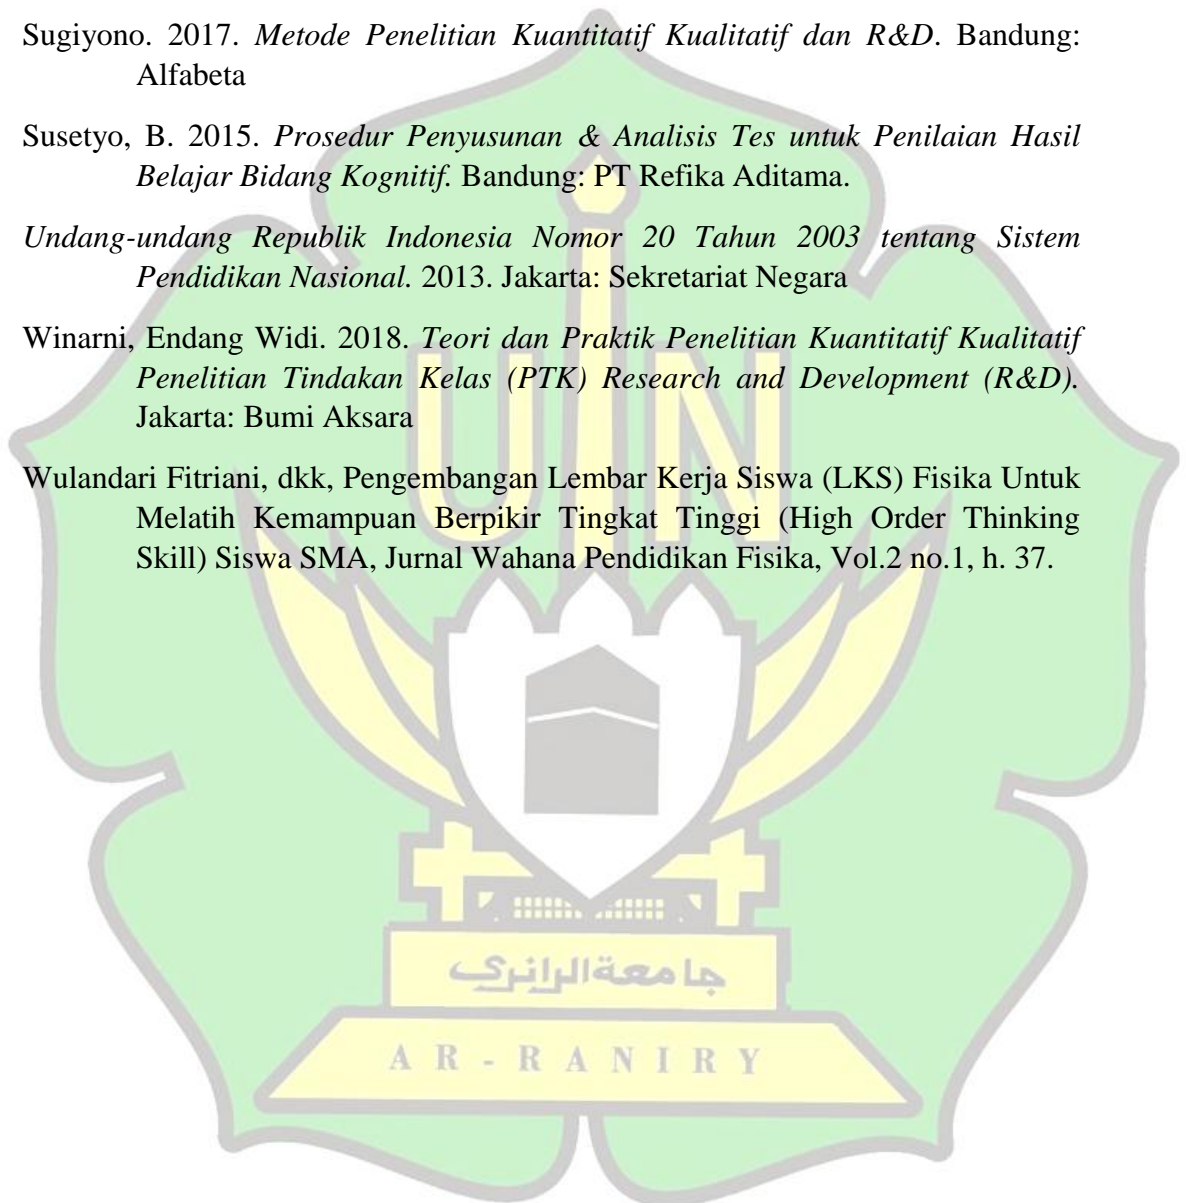 Sugiyono. 2017. Metode Penelitian Kuantitatif Kualitatif dan R&D. Bandung:
Alfabeta
Susetyo, B. 2015. Prosedur Penyusunan & Analisis Tes untuk Penilaian Hasil
Belajar Bidang Kognitif. Bandung: PT Refika Aditama.
Undang-undang Republik Indonesia Nomor 20 Tahun 2003 tentang Sistem
Pendidikan Nasional. 2013. Jakarta: Sekretariat Negara
Winarni, Endang Widi. 2018. Teori dan Praktik Penelitian Kuantitatif Kualitatif
Penelitian Tindakan Kelas (PTK) Research and Development (R&D).
Jakarta: Bumi Aksara
Wulandari Fitriani, dkk, Pengembangan Lembar Kerja Siswa (LKS) Fisika Untuk
Melatih Kemampuan Berpikir Tingkat Tinggi (High Order Thinking
Skill) Siswa SMA, Jurnal Wahana Pendidikan Fisika, Vol.2 no.1, h. 37.
UIN
جامعة الرانري
AR-RANIRY